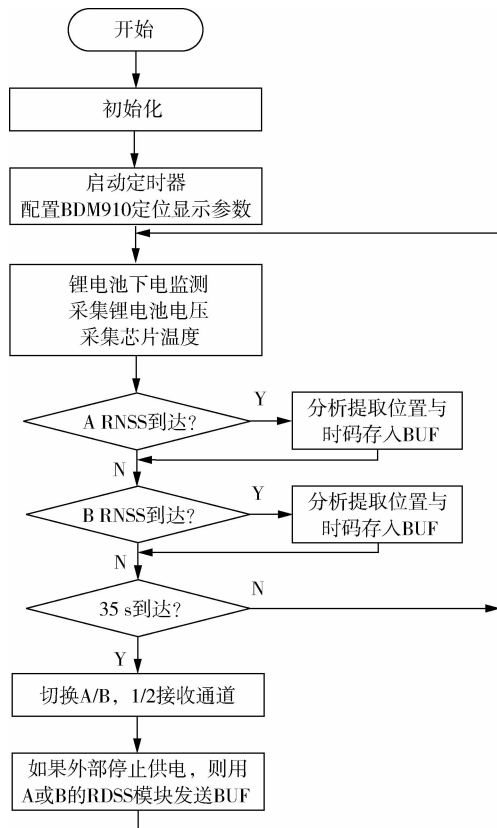 开始
初始化
启动定时器
配置BDM910定位显示参数
锂电池下电监测
采集锂电池电压
采集芯片温度
A RNSS到达?
Y
分析提取位置与
时码存入BUF
N
B RNSS到达?
Y
分析提取位置与
时码存入BUF
N
35 s到达?
N
Y
切换A/B，1/2接收通道
如果外部停止供电，则用
A或B的RDSS模块发送BUF